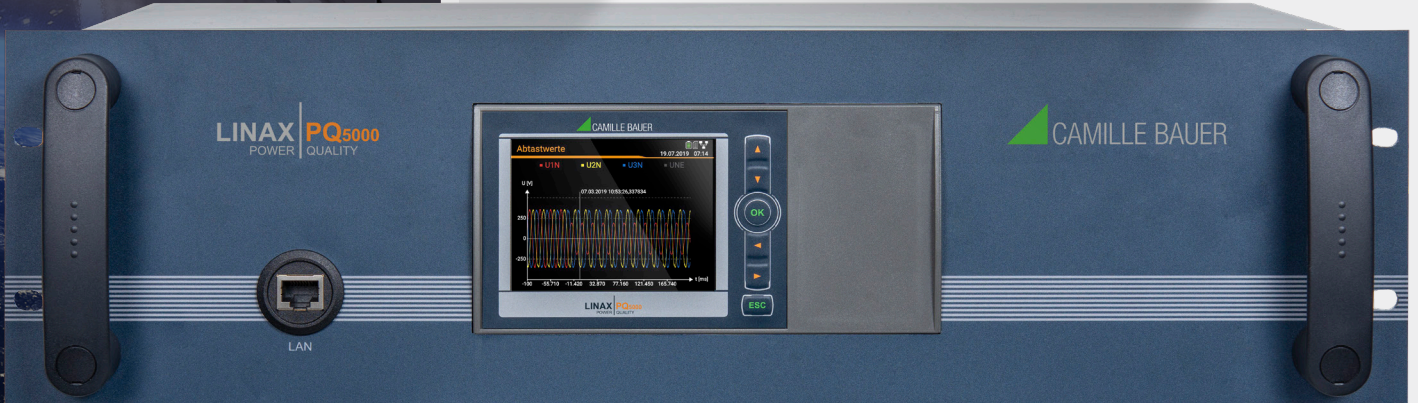 LINAX PQ5000
POWER QUALITY
LAN
CAMILLE BAUER
Abtastwerte
19.07.2019 07:14
U1N U2N U3N UNE
U [V]
07.03.2019 10:53:26,337834
250
0
-250
t [ms]
-100 -55.710 -11.420 32.870 77.160 121.450 165.740
LINAX PQ5000
POWER QUALITY
OK
ESC
CAMILLE BAUER